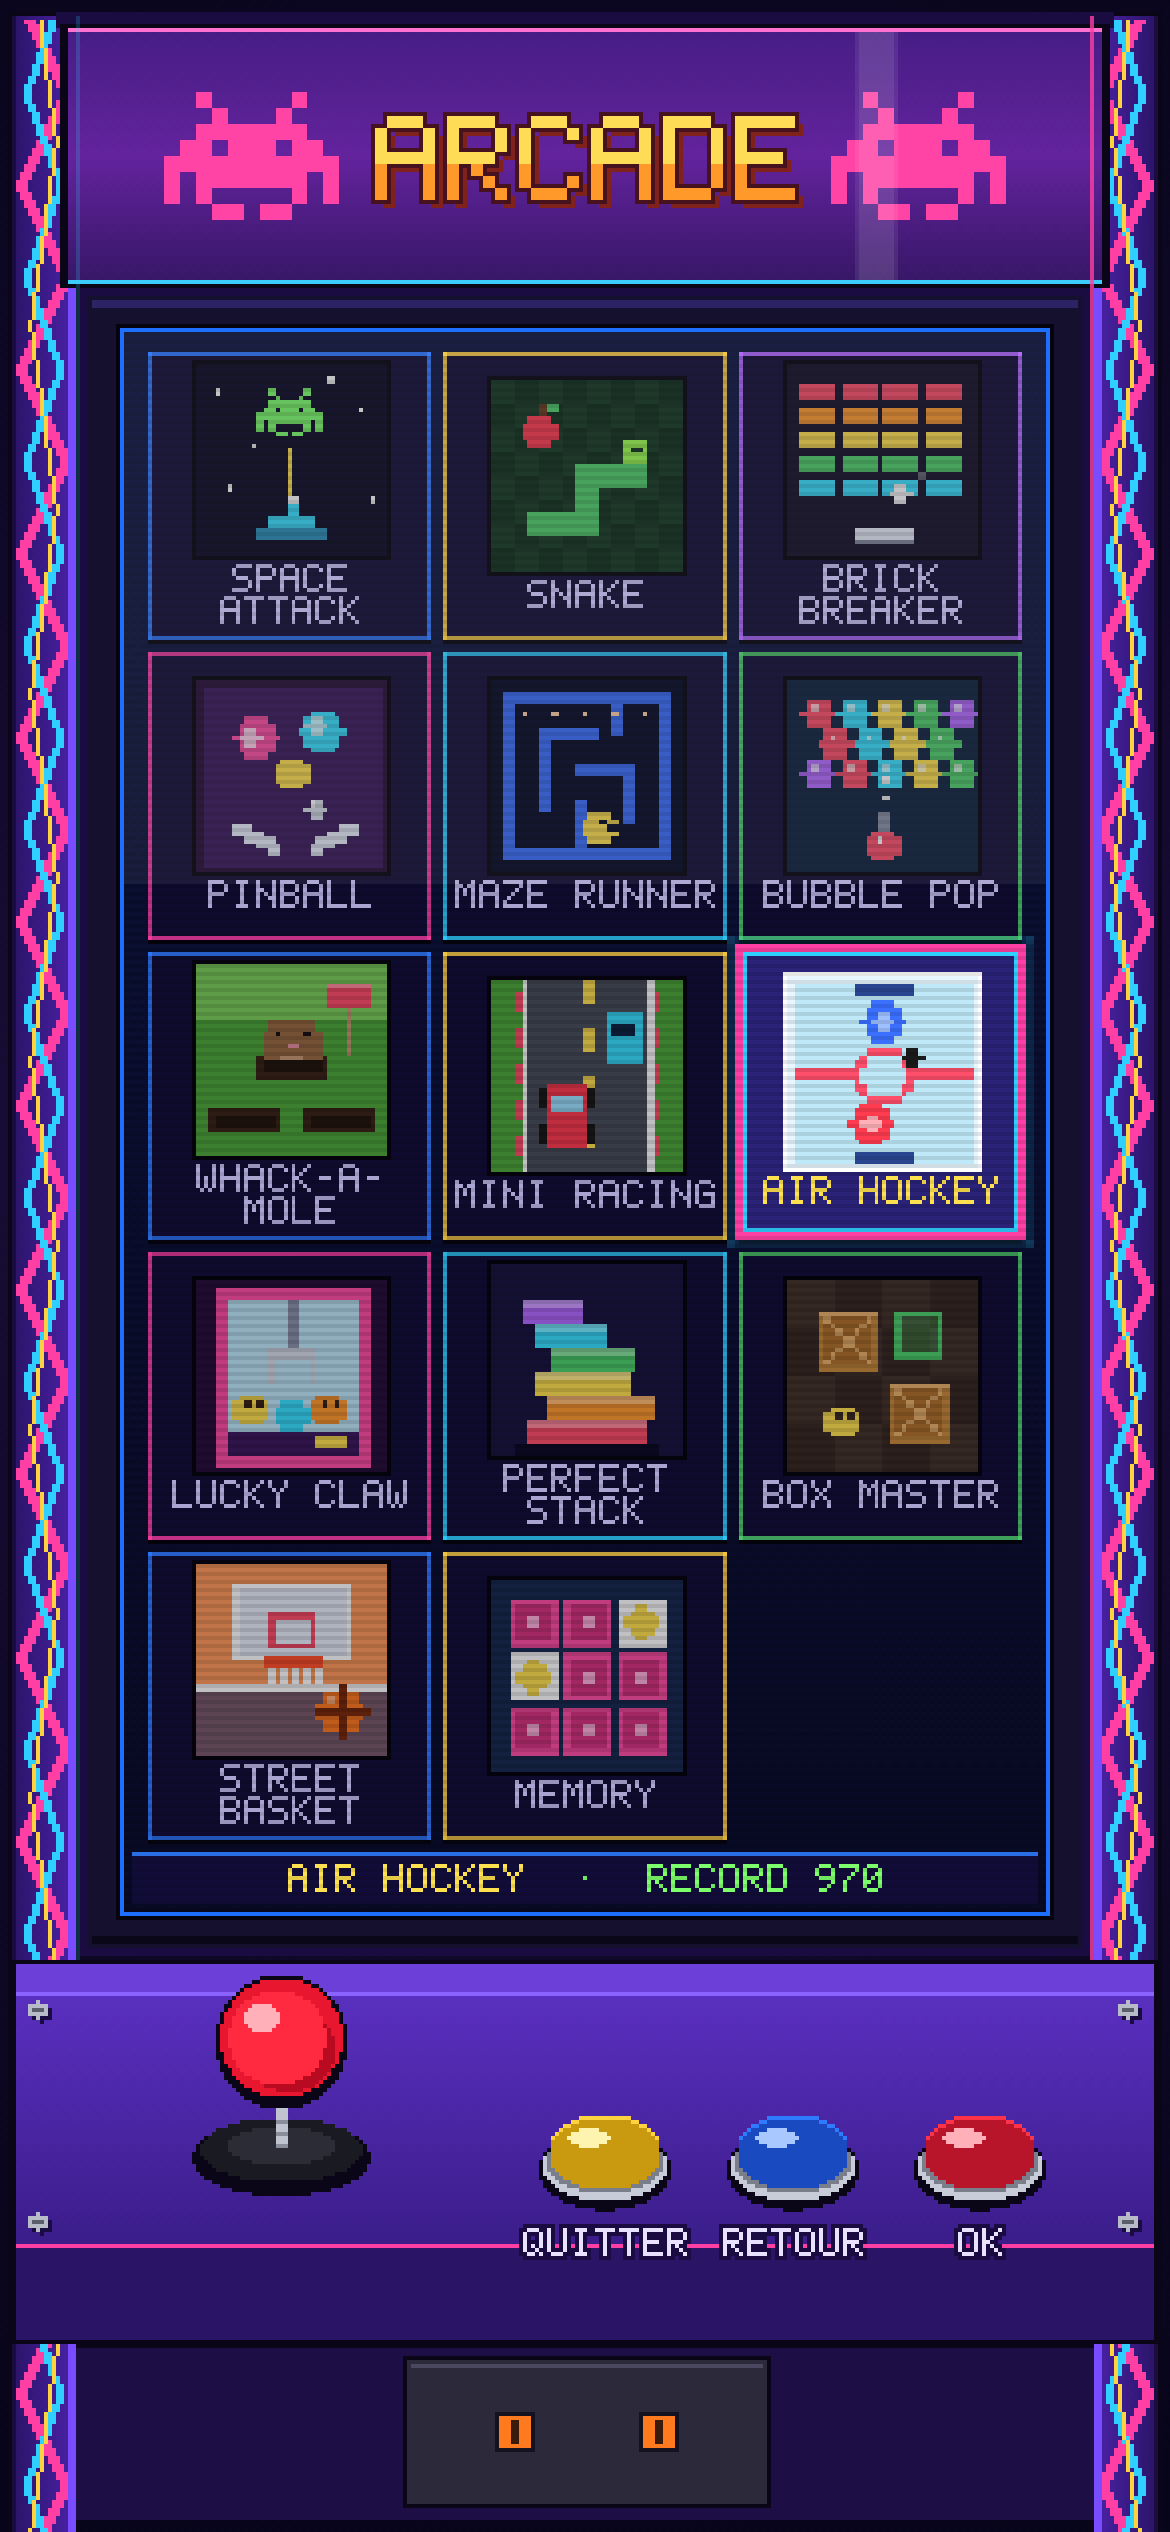 ARCADE
SPACE
ATTACK
SNAKE
BRICK
BREAKER
PINBALL
MAZE RUNNER
BUBBLE POP
WHACK-A-
MOLE
MINI RACING
AIR HOCKEY
LUCKY CLAW
PERFECT
STACK
BOX MASTER
STREET
BASKET
MEMORY
AIR HOCKEY · RECORD 970
QUITTER RETOUR OK